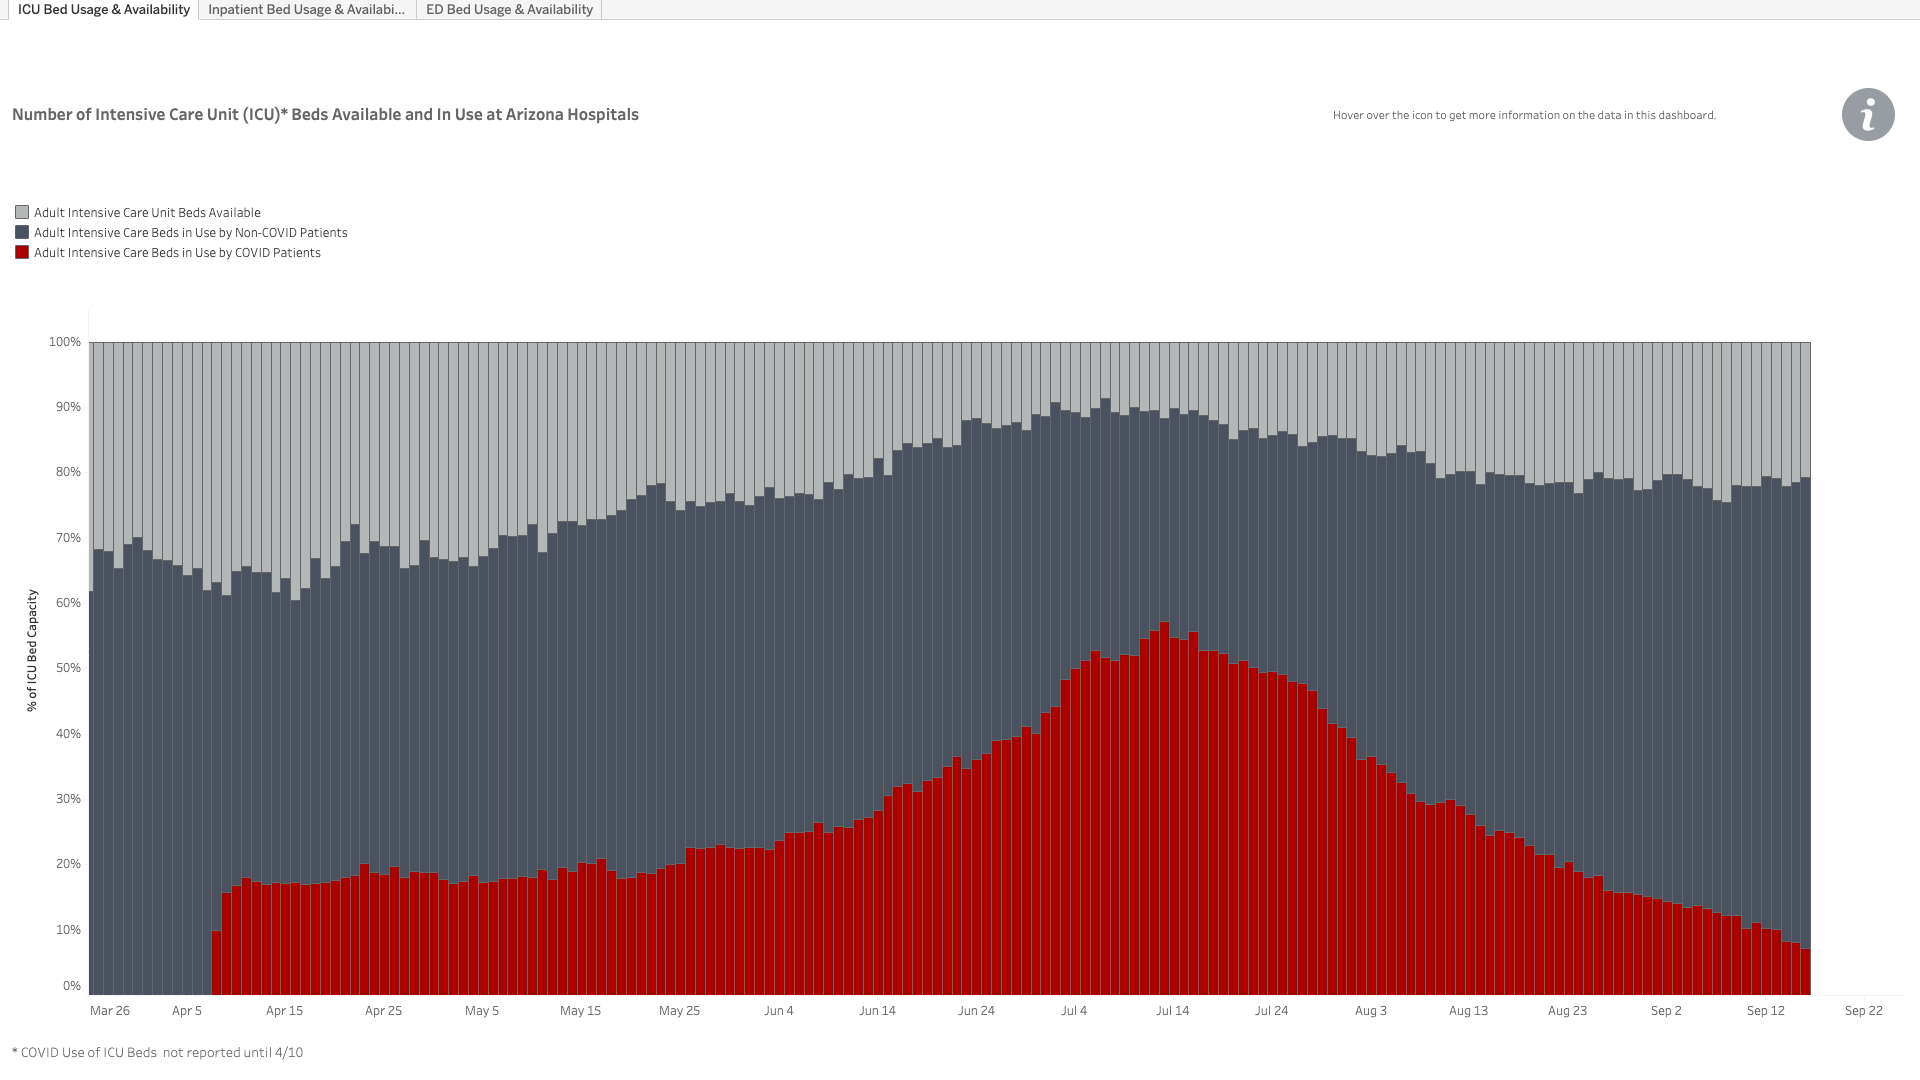 ICU Bed Usage & Availability
Inpatient Bed Usage & Availabi...
ED Bed Usage & Availability
Number of Intensive Care Unit (ICU)* Beds Available and In Use at Arizona Hospitals
Hover over the icon to get more information on the data in this dashboard.
i
Adult Intensive Care Unit Beds Available
Adult Intensive Care Beds in Use by Non-COVID Patients
Adult Intensive Care Beds in Use by COVID Patients
% of ICU Bed Capacity
100%
90%
80%
70%
60%
50%
40%
30%
20%
10%
0%
Mar 26 Apr 5 Apr 15 Apr 25 May 5 May 15 May 25 Jun 4 Jun 14 Jun 24 Jul 4 Jul 14 Jul 24 Aug 3 Aug 13 Aug 23 Sep 2 Sep 12 Sep 22
* COVID Use of ICU Beds  not reported until 4/10